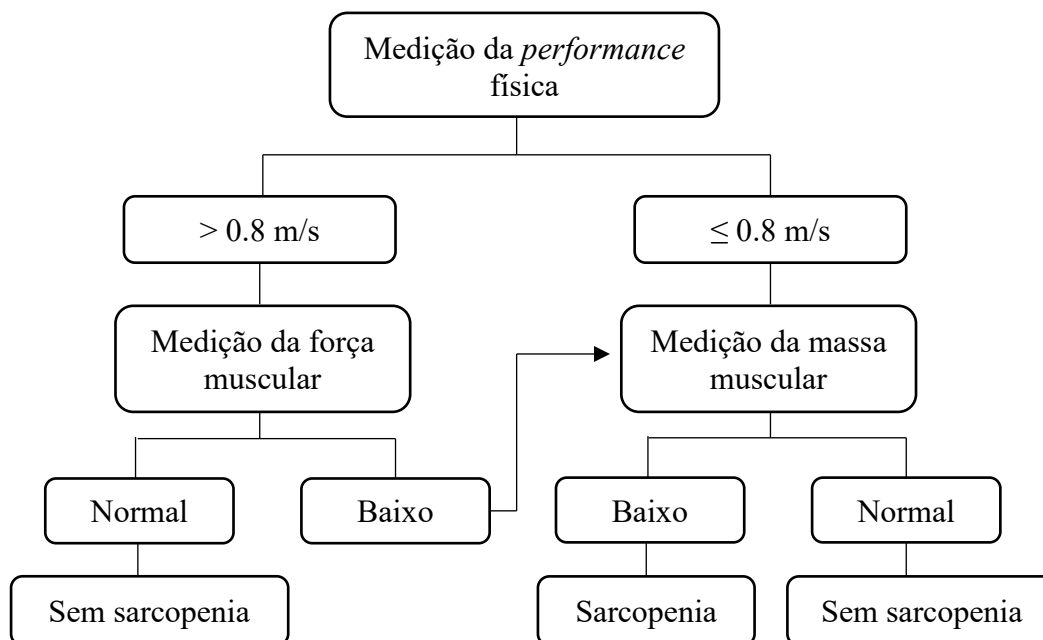 Medição da performance
física
> 0.8 m/s
≤ 0.8 m/s
Medição da força
muscular
Medição da massa
muscular
Normal
Baixo
Baixo
Normal
Sem sarcopenia
Sarcopenia
Sem sarcopenia